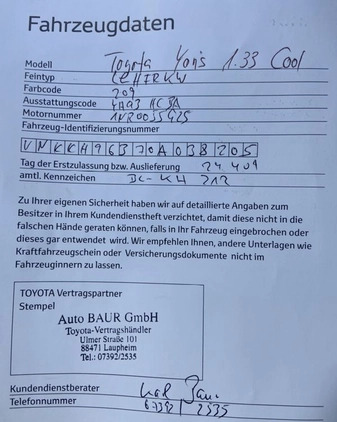 Fahrzeugdaten
Modell Toyota Yaris 1.33 Cool
Feintyp
Farbcode 209
Ausstattungscode
Motornummer
Fahrzeug-Identifizierungsnummer
Tag der Erstzulassung bzw. Auslieferung
amtl. Kennzeichen
Zu Ihrer eigenen Sicherheit haben wir auf detaillierte Angaben zum
Besitzer in Ihrem Kundendienstheft verzichtet, damit diese nicht in die
falschen Hände geraten können, falls in Ihr Fahrzeug eingebrochen oder
dieses gar entwendet wird. Wir empfehlen Ihnen, andere Unterlagen wie
Kraftfahrzeugschein oder Versicherungsdokumente nicht im
Fahrzeuginnern zu lassen.
TOYOTA Vertragspartner
Stempel
Auto BAUR GmbH
Toyota-Vertragshändler
Ulmer Straße 101
88471 Laupheim
Tel.: 07392/2535
Kundendienstberater
Telefonnummer 07392 / 2535